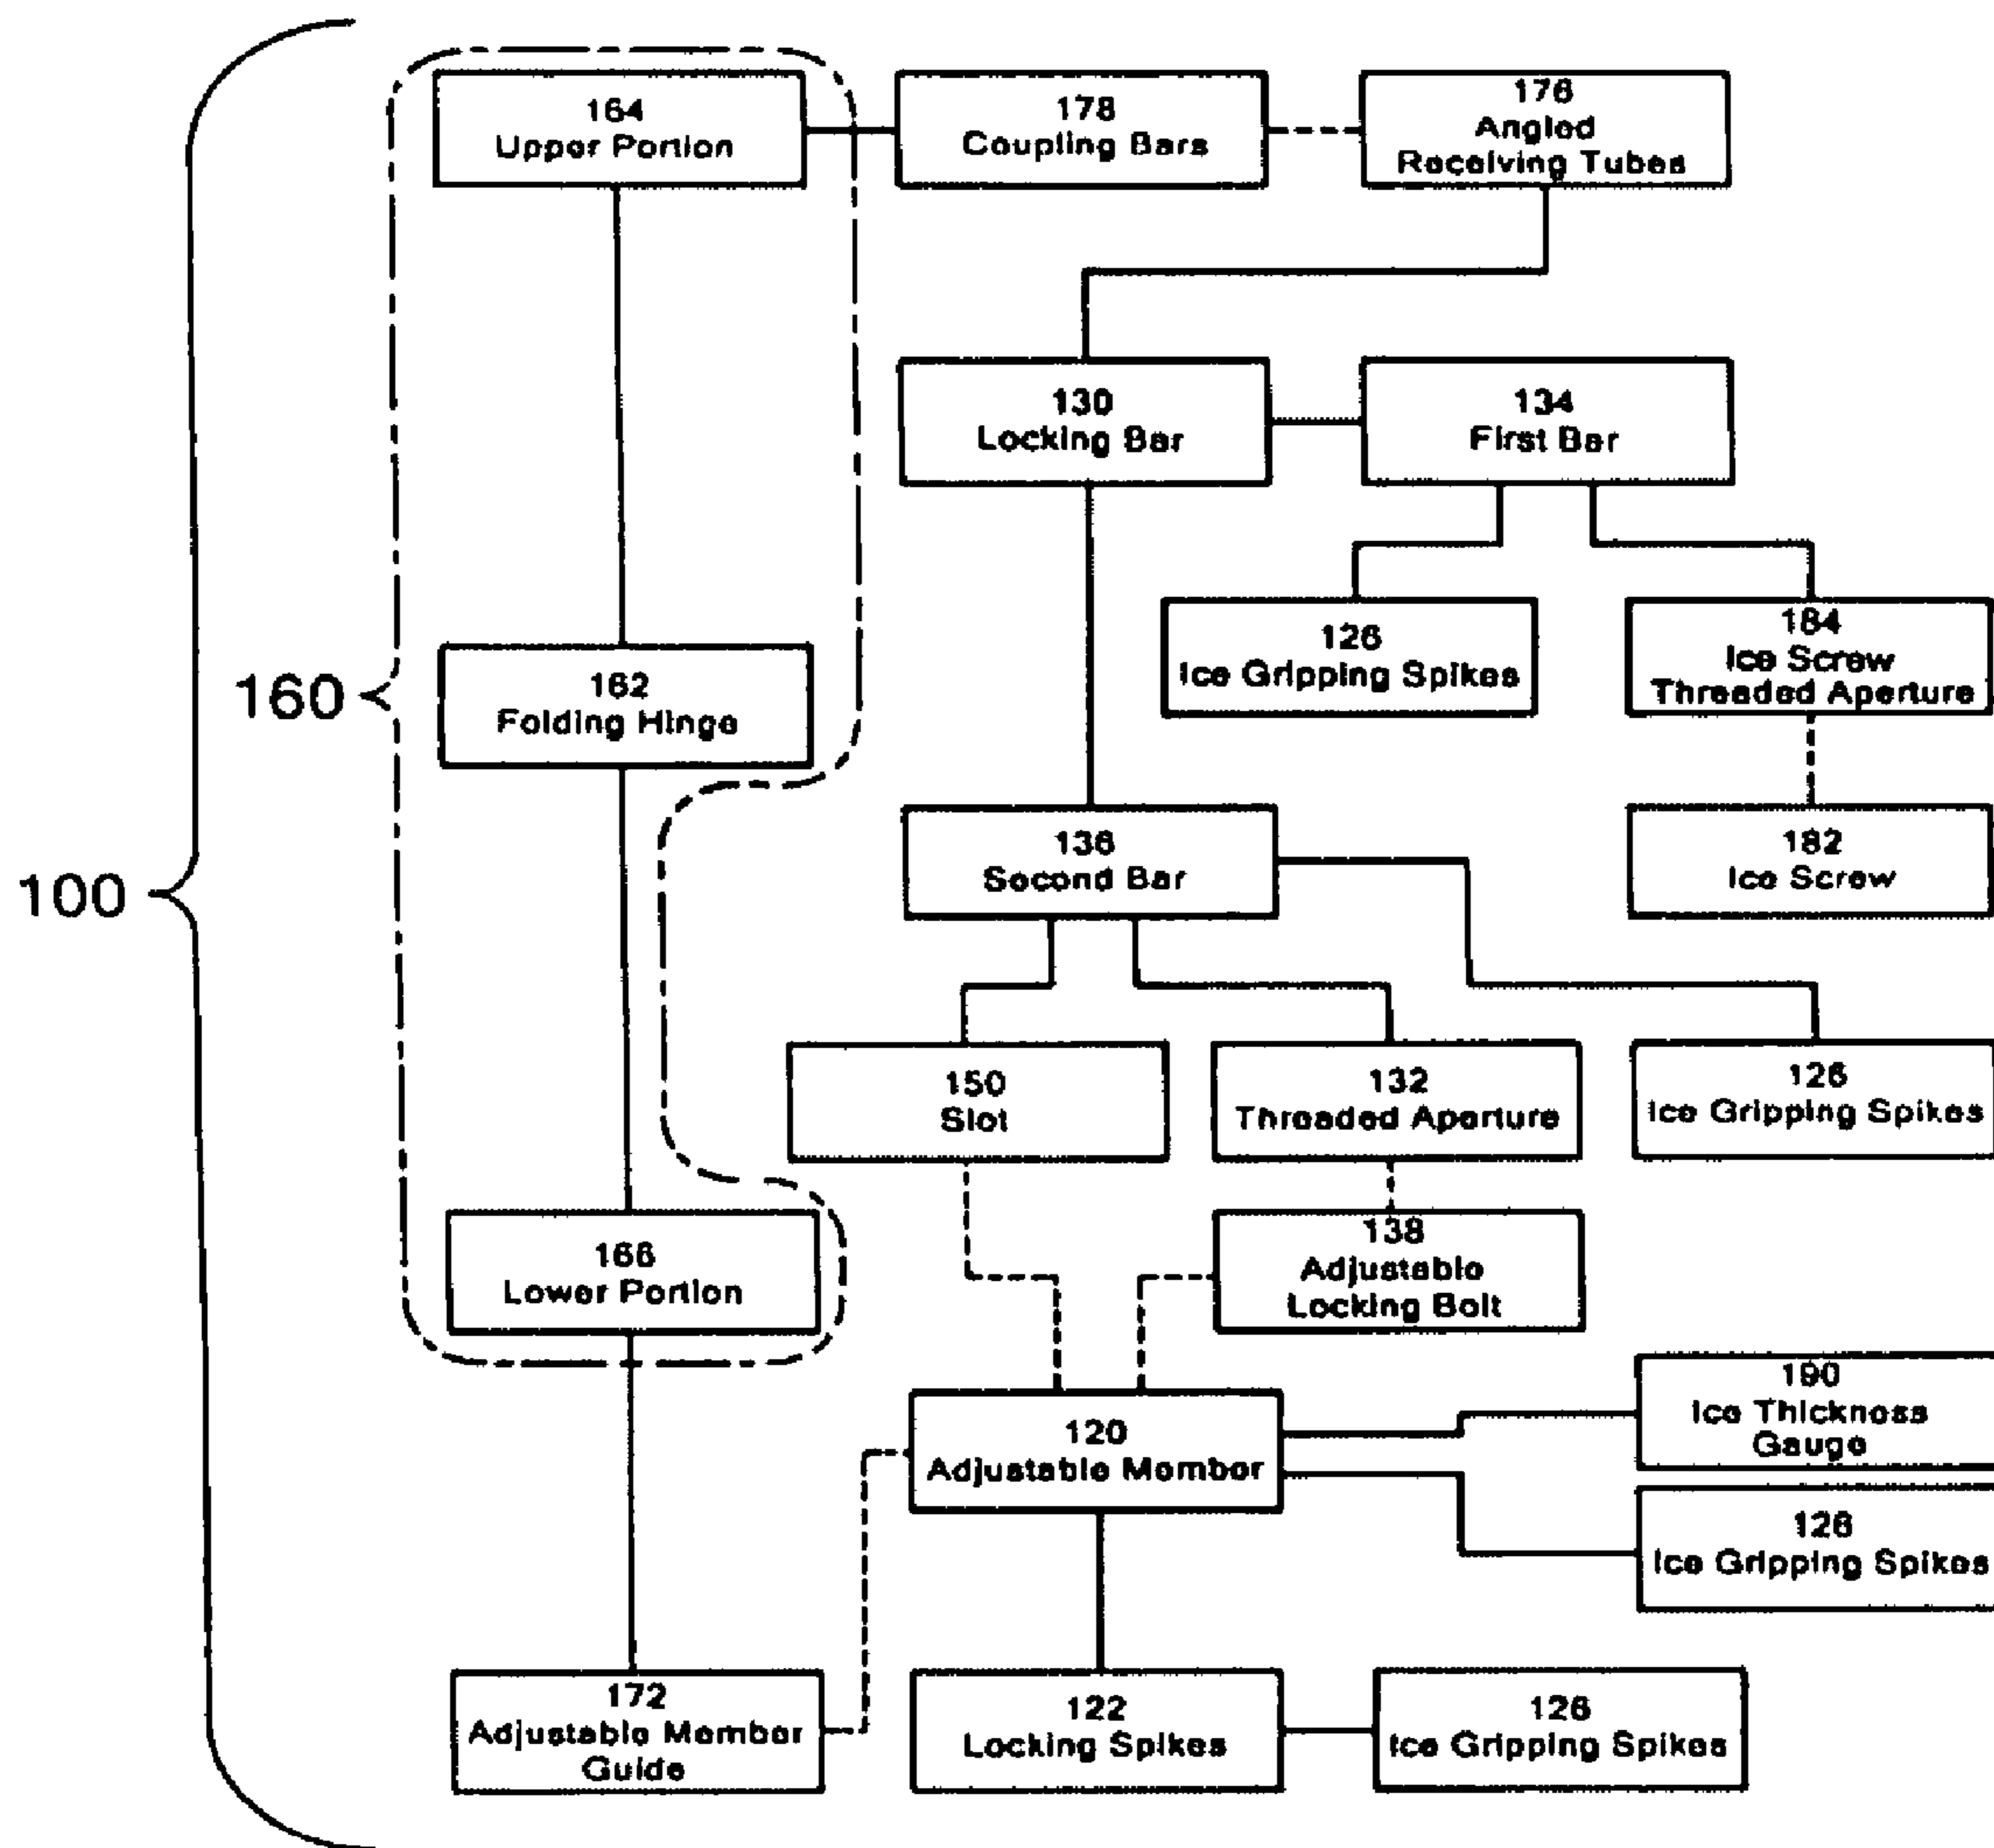 164
Upper Portion
178
Coupling Bars
176
Angled
Receiving Tubes
130
Locking Bar
134
First Bar
126
Ice Gripping Spikes
184
Ice Screw
Threaded Aperture
160
162
Folding Hinge
182
Ice Screw
100
136
Second Bar
150
Slot
132
Threaded Aperture
126
Ice Gripping Spikes
166
Lower Portion
138
Adjustable
Locking Bolt
190
Ice Thickness
Gauge
120
Adjustable Member
126
Ice Gripping Spikes
172
Adjustable Member
Guide
122
Locking Spikes
126
Ice Gripping Spikes